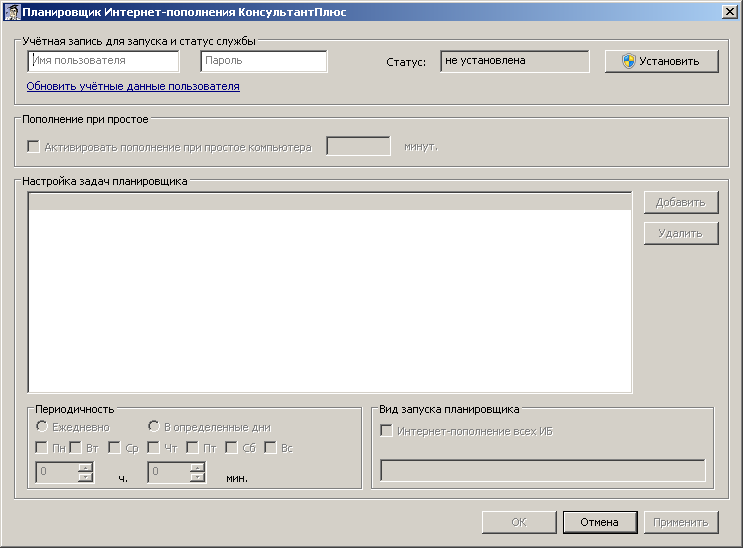 Планировщик Интернет-пополнения КонсультантПлюс
Учётная запись для запуска и статус службы
Имя пользователя Пароль Статус: не установлена Установить
Обновить учётные данные пользователя
Пополнение при простое
Активировать пополнение при простое компьютера минут.
Настройка задач планировщика
Добавить
Удалить
Периодичность Вид запуска планировщика
Ежедневно В определенные дни Интернет-пополнение всех ИБ
Пн Вт Ср Чт Пт Сб Вс
0 ч. 0 мин.
ОК Отмена Применить